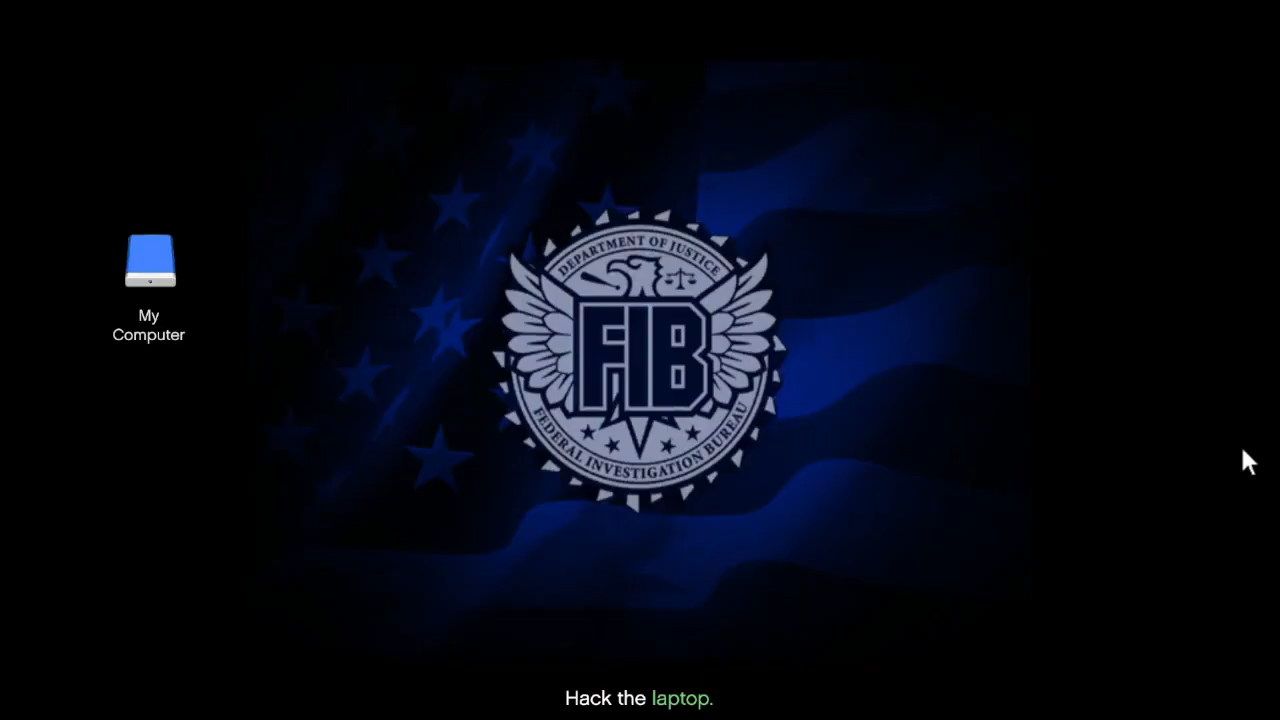 DEPARTMENT OF JUSTICE
FIB
FEDERAL INVESTIGATION BUREAU
My
Computer
Hack the laptop.